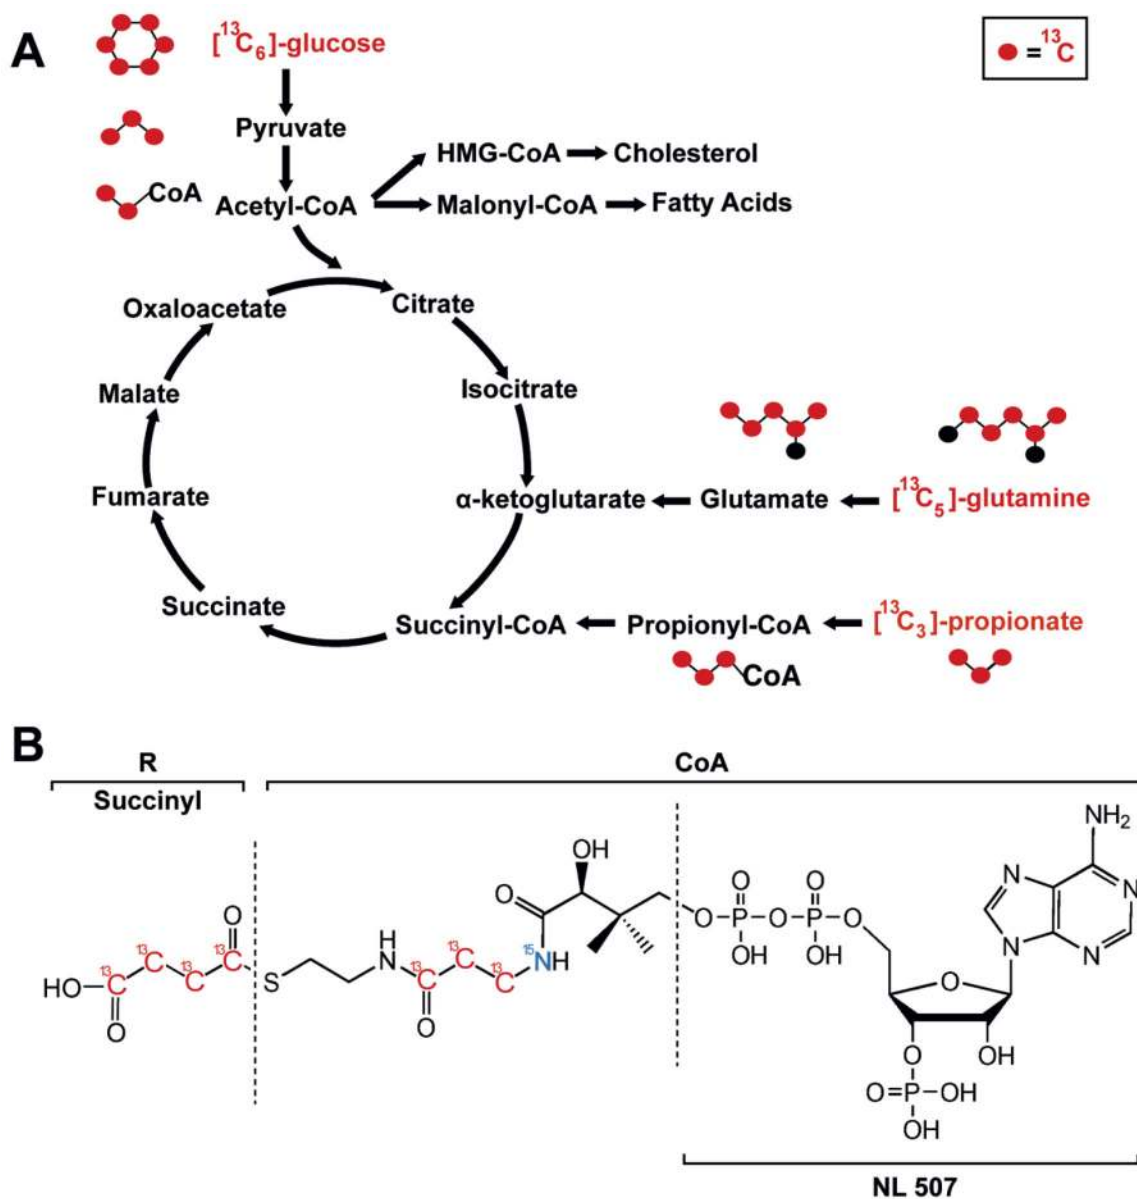 A
[13C6]-glucose
● = 13C
Pyruvate
HMG-CoA
Cholesterol
CoA
Acetyl-CoA
Malonyl-CoA
Fatty Acids
Oxaloacetate
Citrate
Malate
Isocitrate
Fumarate
α-ketoglutarate
Glutamate
[13C5]-glutamine
Succinate
Succinyl-CoA
Propionyl-CoA
[13C3]-propionate
CoA
B
R
CoA
Succinyl
NH2
OH
N
N
O
O
O
O
O
H
N
13C
15NH
O
P
O
P
O
N
N
13C
13C
13C
13C
S
13C
13C
OH
OH
O
HO
O
O
O
OH
O=P
OH
OH
NL 507